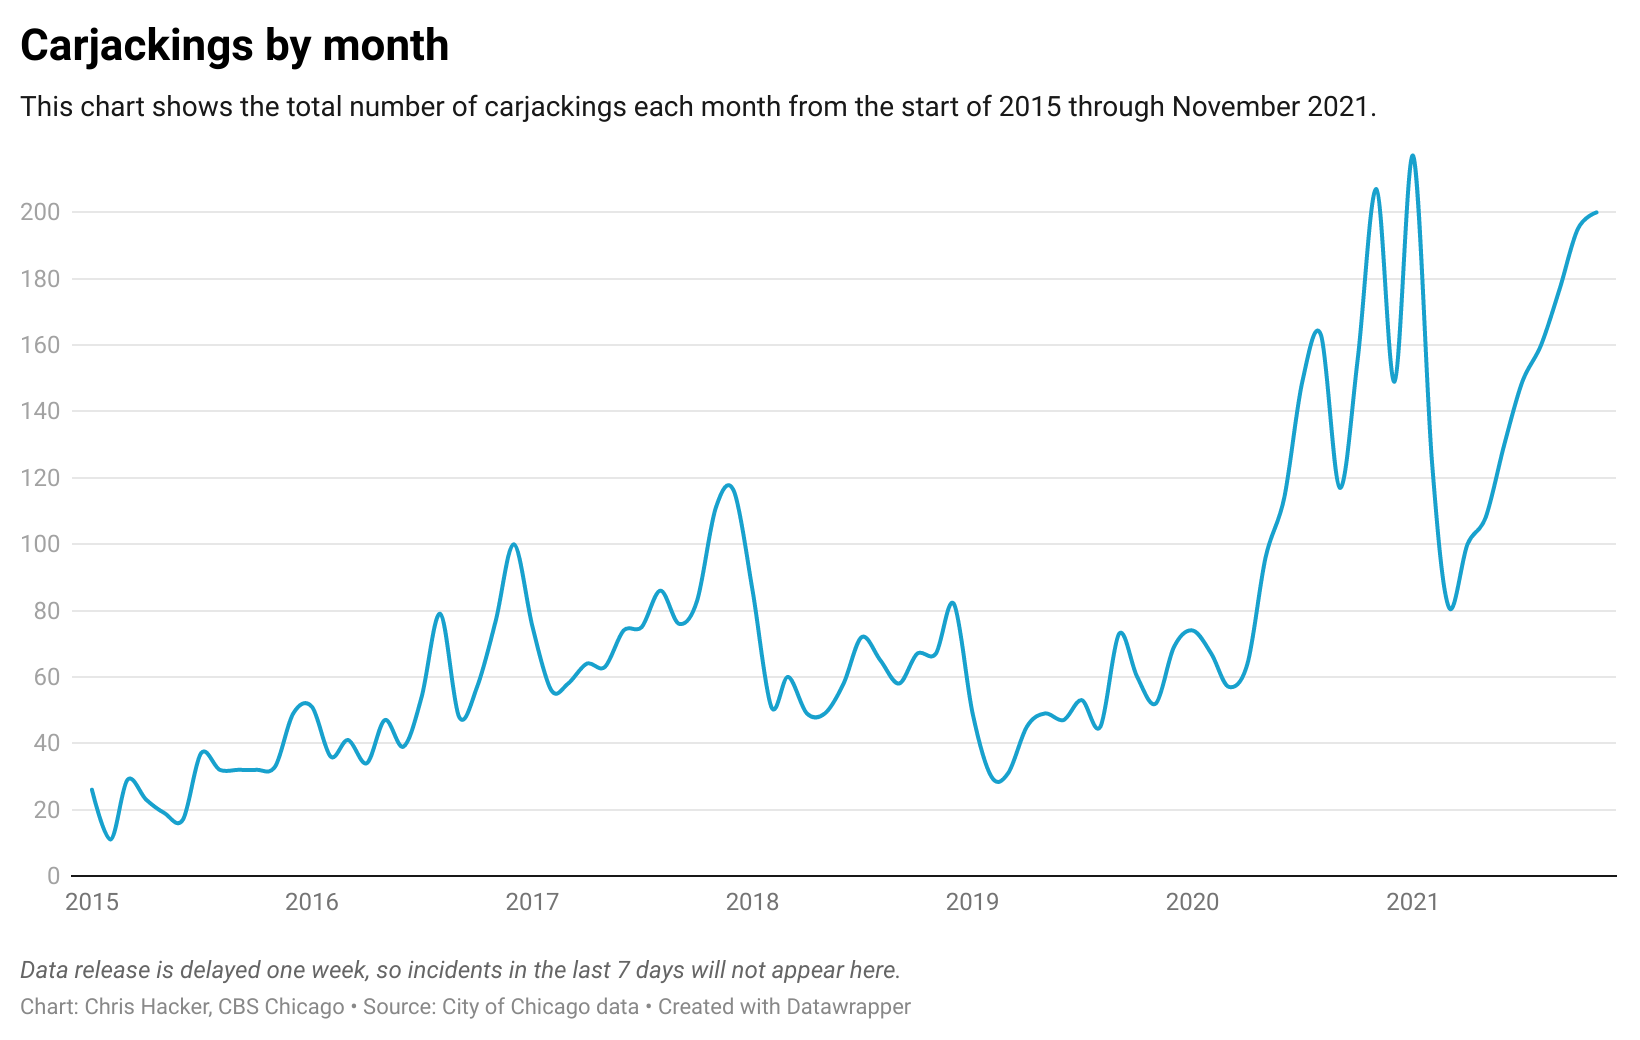 Carjackings by month
This chart shows the total number of carjackings each month from the start of 2015 through November 2021.
200
180
160
140
120
100
80
60
40
20
0
2015 2016 2017 2018 2019 2020 2021
Data release is delayed one week, so incidents in the last 7 days will not appear here.
Chart: Chris Hacker, CBS Chicago • Source: City of Chicago data • Created with Datawrapper